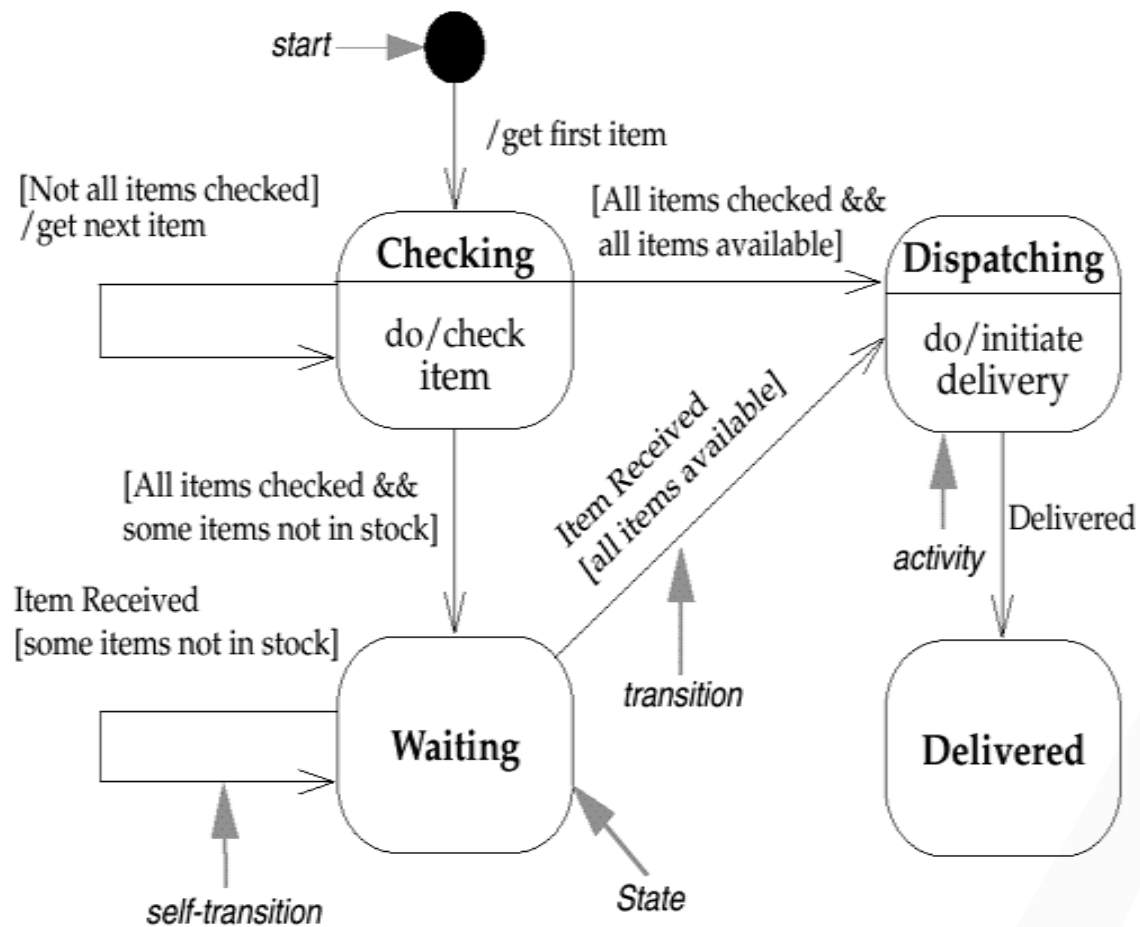 start
/get first item
[Not all items checked]
/get next item
[All items checked &&
all items available]
Checking
do/check
item
Dispatching
do/initiate
delivery
[All items checked &&
some items not in stock]
Item Received
[all items available]
activity
Delivered
Item Received
[some items not in stock]
transition
Waiting
Delivered
self-transition
State